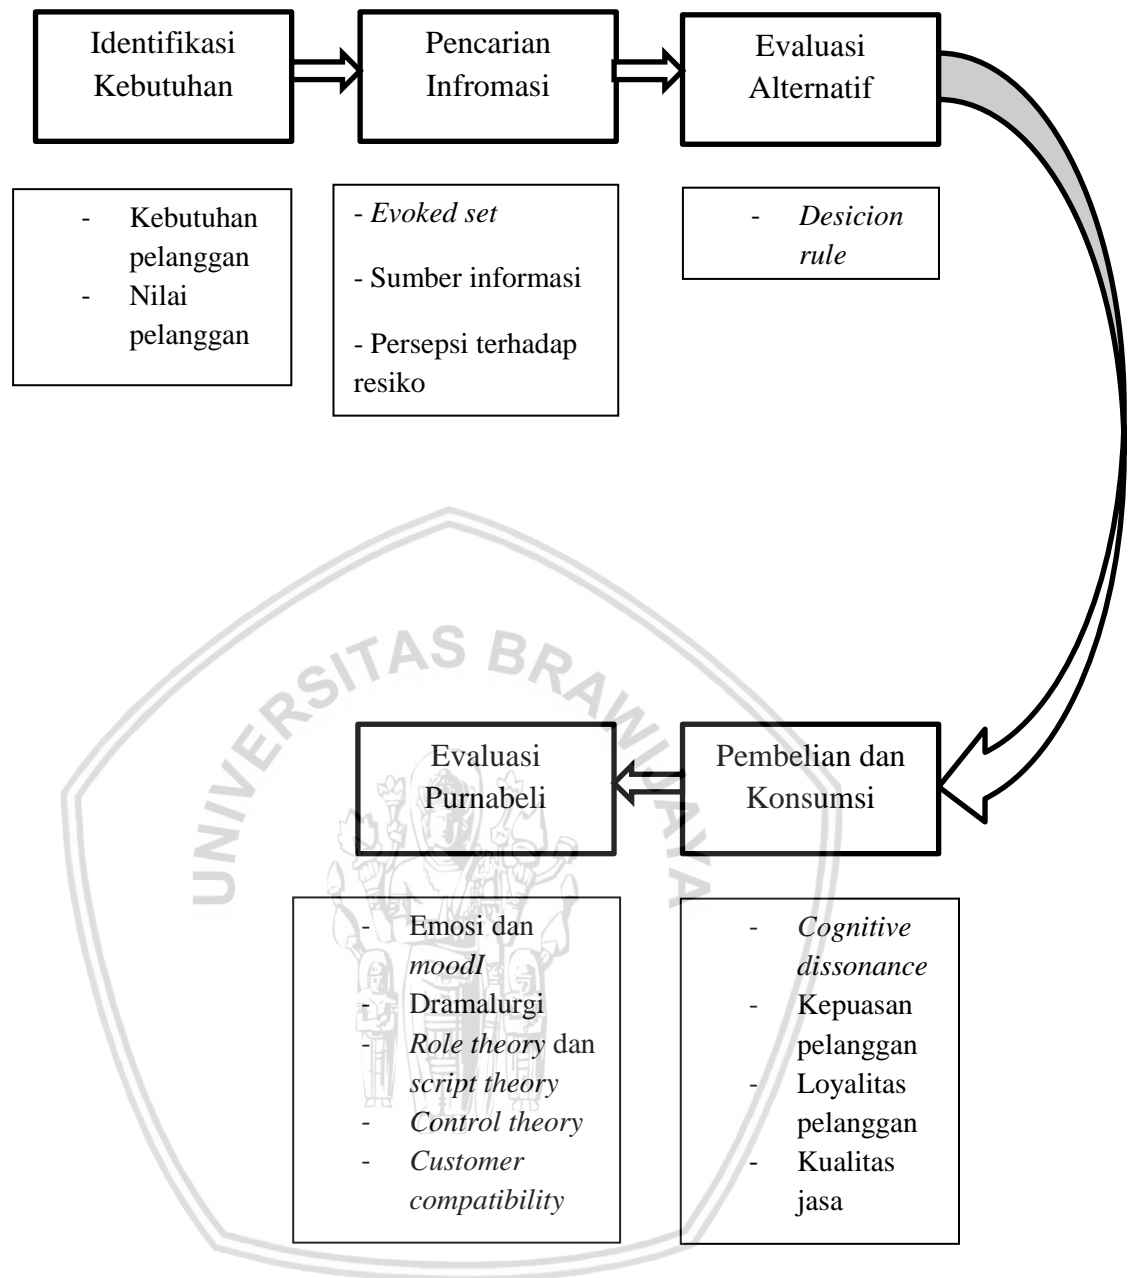 Identifikasi
Kebutuhan
Pencarian
Infromasi
Evaluasi
Alternatif
- Kebutuhan
pelanggan
- Nilai
pelanggan
- Evoked set
- Sumber informasi
- Persepsi terhadap
resiko
- Desicion
rule
UNIVERSITAS BRAWIJAYA
Evaluasi
Purnabeli
Pembelian dan
Konsumsi
- Emosi dan
moodI
- Dramalurgi
- Role theory dan
script theory
- Control theory
- Customer
compatibility
- Cognitive
dissonance
- Kepuasan
pelanggan
- Loyalitas
pelanggan
- Kualitas
jasa